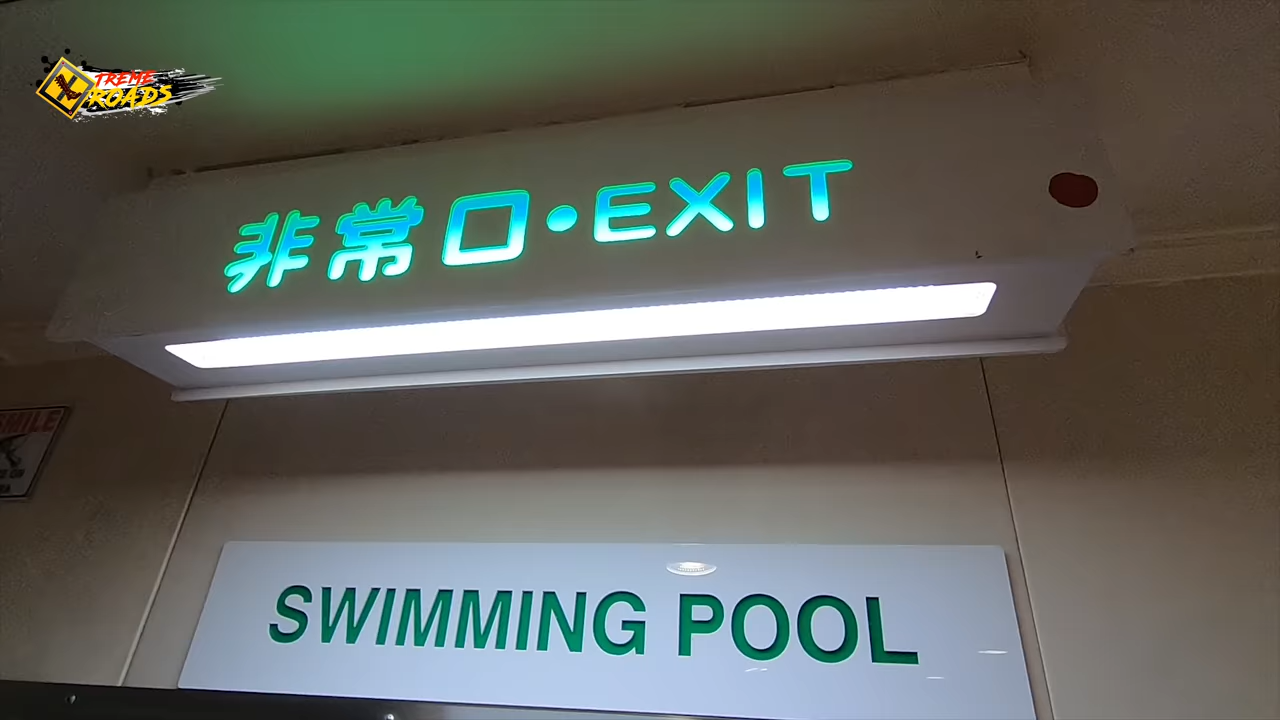 XTREME
ROADS
非常口・EXIT
SMILE
SWIMMING POOL